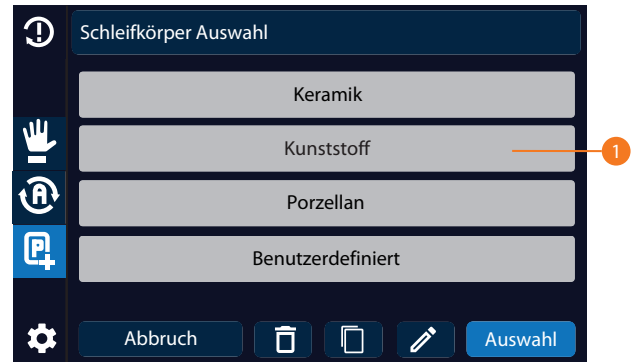 Schleifkörper Auswahl
Keramik
Kunststoff
1
Porzellan
Benutzerdefiniert
A
P
Abbruch
Auswahl